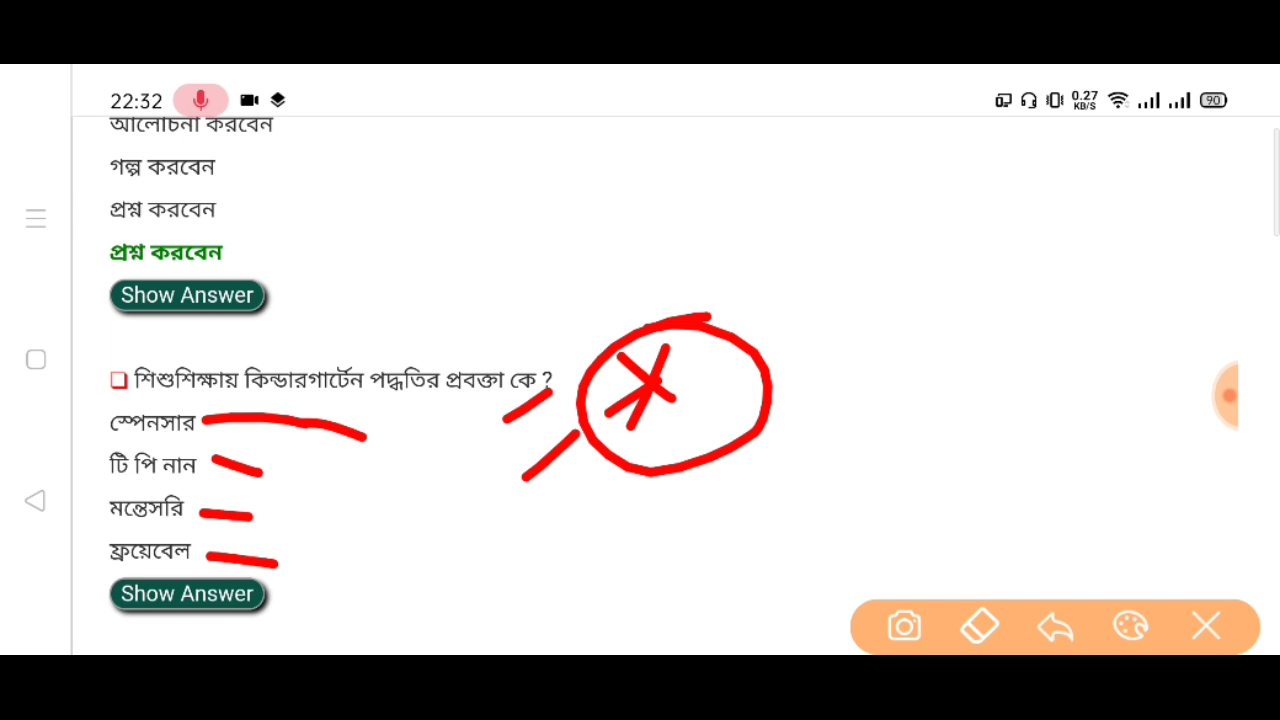 22:32
0.27
KB/S
90
আলোচনা করবেন
গল্প করবেন
প্রশ্ন করবেন
প্রশ্ন করবেন
Show Answer
❑ শিশুশিক্ষায় কিন্ডারগার্টেন পদ্ধতির প্রবক্তা কে ?
স্পেনসার
টি পি নান
মন্তেসরি
ফ্রয়েবেল
Show Answer